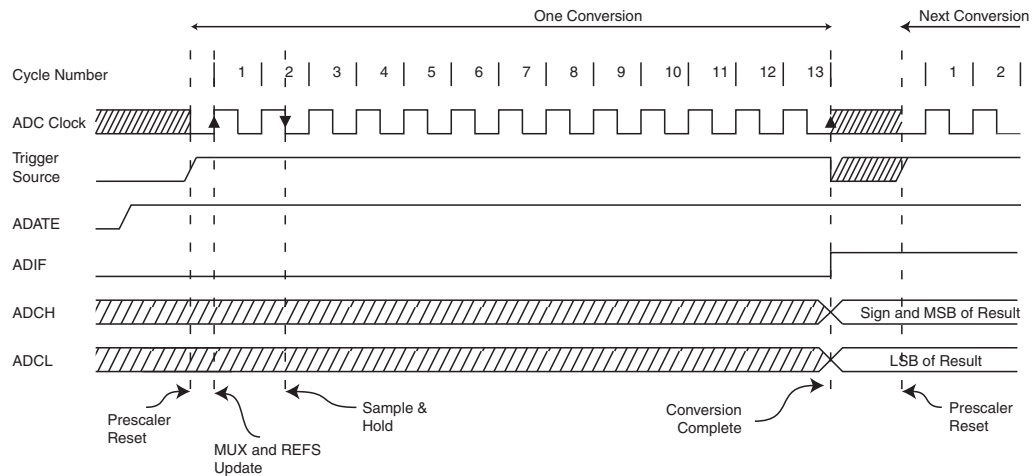 One Conversion
Next Conversion
Cycle Number
1 2 3 4 5 6 7 8 9 10 11 12 13 1 2
ADC Clock
Trigger
Source
ADATE
ADIF
ADCH
Sign and MSB of Result
ADCL
LSB of Result
Prescaler
Reset
MUX and REFS
Update
Sample &
Hold
Conversion
Complete
Prescaler
Reset